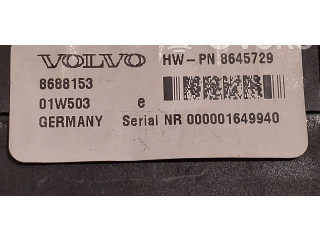 VOLVO HW-PN 8645729
8688153
01W503 e
GERMANY Serial NR 000001649940